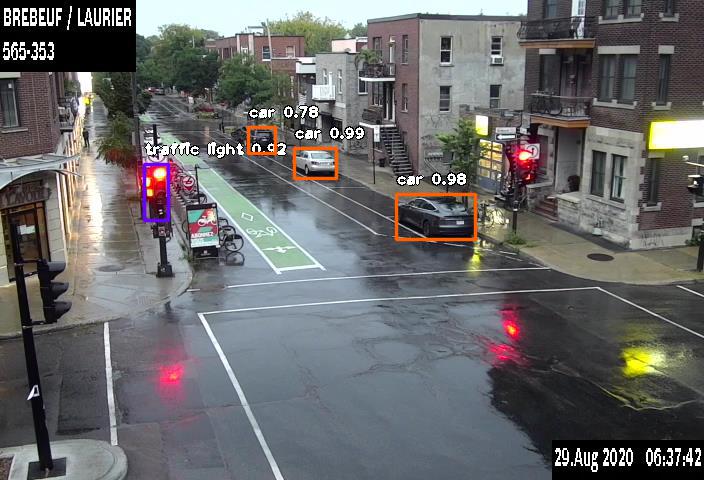 BREBEUF / LAURIER
565-353
car 0.78
car 0.99
traffic light 0.92
car 0.98
ABONNEZ
29.Aug 2020 06:37:42